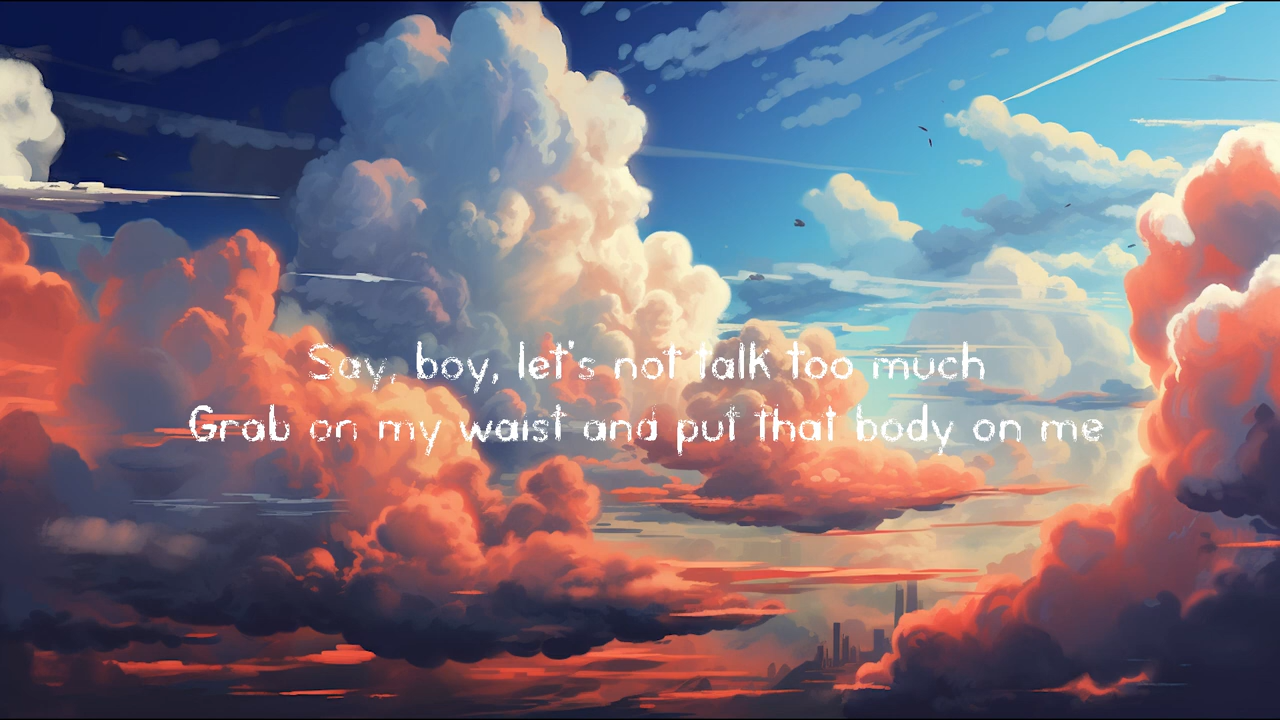 Say, boy, let's not talk too much
Grab on my waist and put that body on me